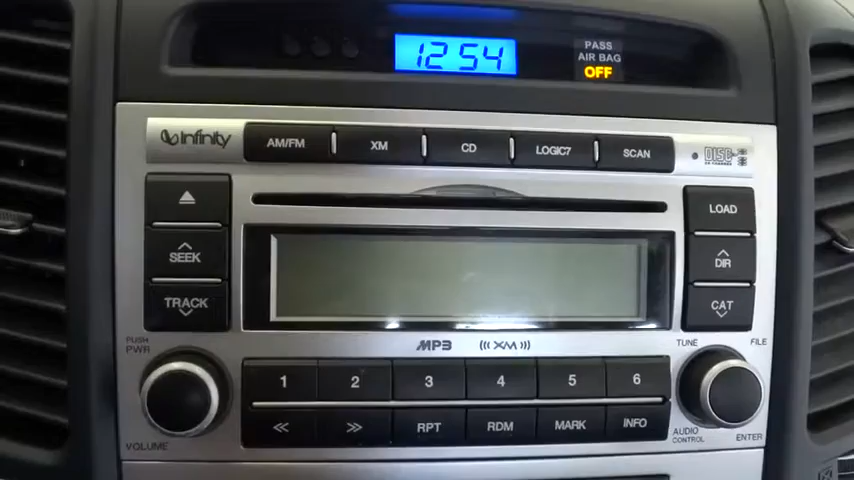 12:54
PASS
AIR BAG
OFF
Infinity
AM/FM
XM
CD
LOGIC7
SCAN
DISC
LOAD
SEEK
DIR
TRACK
CAT
PUSH
PWR
MP3
((XM))
TUNE
FILE
1 2 3 4 5 6
<< >> RPT RDM MARK INFO
VOLUME
AUDIO
CONTROL
ENTER